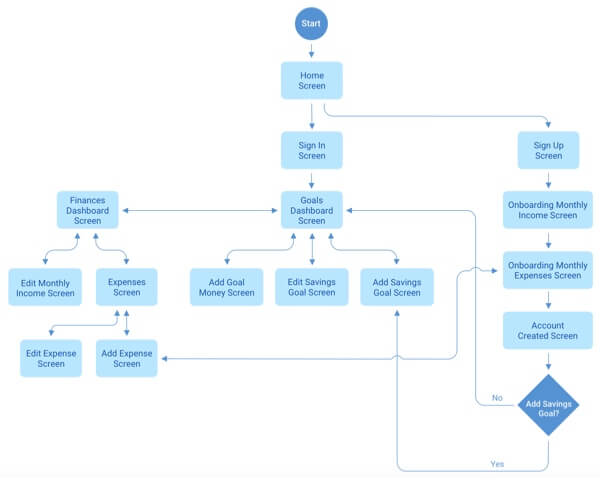 Start
Home
Screen
Sign In
Screen
Sign Up
Screen
Finances
Dashboard
Screen
Goals
Dashboard
Screen
Onboarding Monthly
Income Screen
Edit Monthly
Income Screen
Expenses
Screen
Add Goal
Money Screen
Edit Savings
Goal Screen
Add Savings
Goal Screen
Onboarding Monthly
Expenses Screen
Edit Expense
Screen
Add Expense
Screen
Account
Created Screen
No
Add Savings
Goal?
Yes